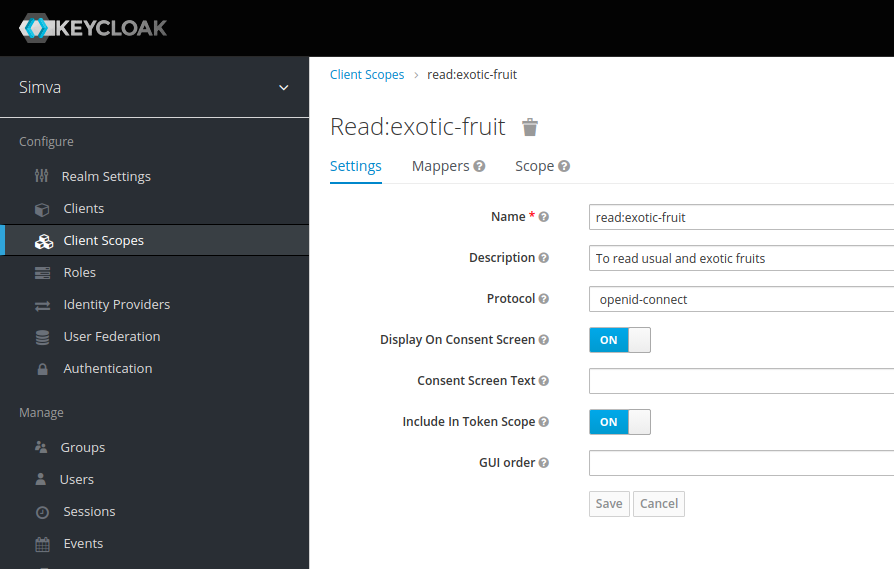 KEYCLOAK
Simva
Configure
Realm Settings
Clients
Client Scopes
Roles
Identity Providers
User Federation
Authentication
Manage
Groups
Users
Sessions
Events
Client Scopes > read:exotic-fruit
Read:exotic-fruit
Settings Mappers ? Scope ?
Name * ? read:exotic-fruit
Description ? To read usual and exotic fruits
Protocol ? openid-connect
Display On Consent Screen ? ON
Consent Screen Text ?
Include In Token Scope ? ON
GUI order ?
Save Cancel